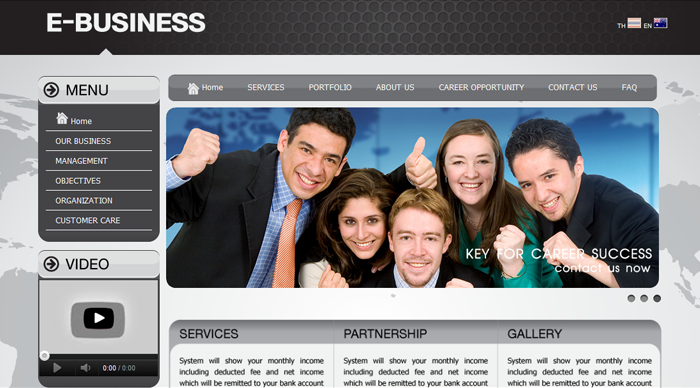 E-BUSINESS
TH EN
MENU
Home
OUR BUSINESS
MANAGEMENT
OBJECTIVES
ORGANIZATION
CUSTOMER CARE
VIDEO
0:00 / 0:00
Home SERVICES PORTFOLIO ABOUT US CAREER OPPORTUNITY CONTACT US FAQ
KEY FOR CAREER SUCCESS
contact us now
SERVICES
System will show your monthly income
including deducted fee and net income
which will be remitted to your bank account
PARTNERSHIP
System will show your monthly income
including deducted fee and net income
which will be remitted to your bank account
GALLERY
System will show your monthly income
including deducted fee and net income
which will be remitted to your bank account